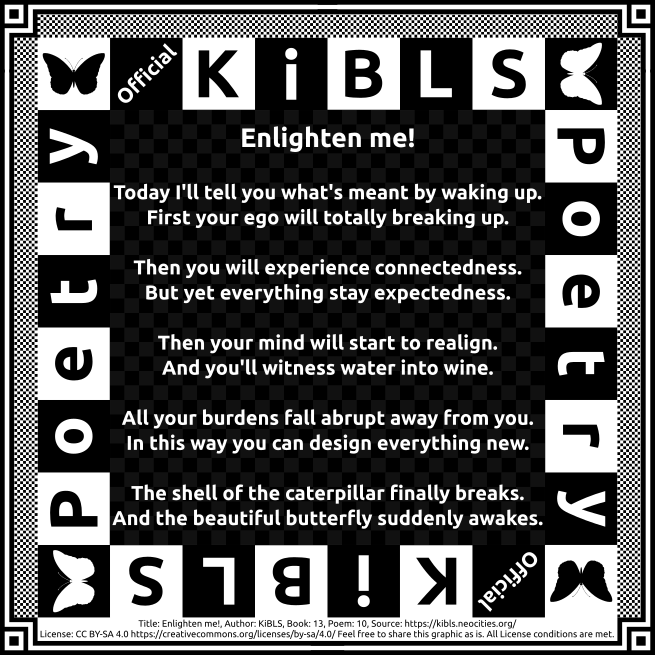 Official KiBLS
Poetry
Poetry
Enlighten me!
Today I'll tell you what's meant by waking up.
First your ego will totally breaking up.
Then you will experience connectedness.
But yet everything stay expectedness.
Then your mind will start to realign.
And you'll witness water into wine.
All your burdens fall abrupt away from you.
In this way you can design everything new.
The shell of the caterpillar finally breaks.
And the beautiful butterfly suddenly awakes.
Official KiBLS
Title: Enlighten me!, Author: KiBLS, Book: 13, Poem: 10, Source: https://kibls.neocities.org/
License: CC BY-SA 4.0 https://creativecommons.org/licenses/by-sa/4.0/ Feel free to share this graphic as is. All License conditions are met.